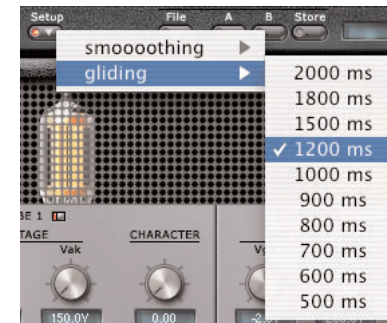 Setup File A B Store
smoooothing
gliding
2000 ms
1800 ms
1500 ms
1200 ms
1000 ms
900 ms
800 ms
700 ms
600 ms
500 ms
BE 1
TAGE CHARACTER
Vak
150.0V 0.00